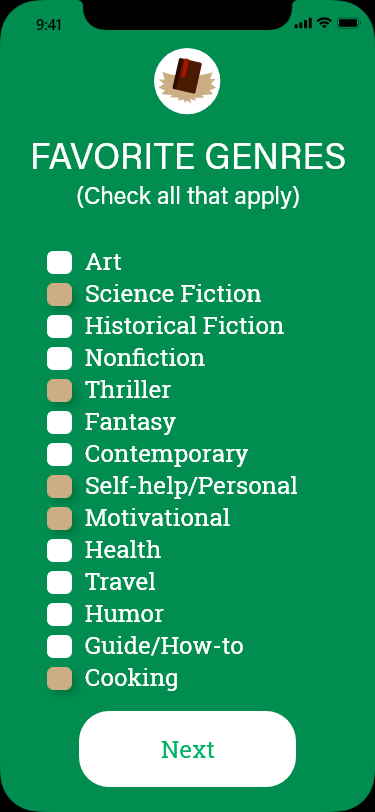 9:41
FAVORITE GENRES
(Check all that apply)
Art
Science Fiction
Historical Fiction
Nonfiction
Thriller
Fantasy
Contemporary
Self-help/Personal
Motivational
Health
Travel
Humor
Guide/How-to
Cooking
Next